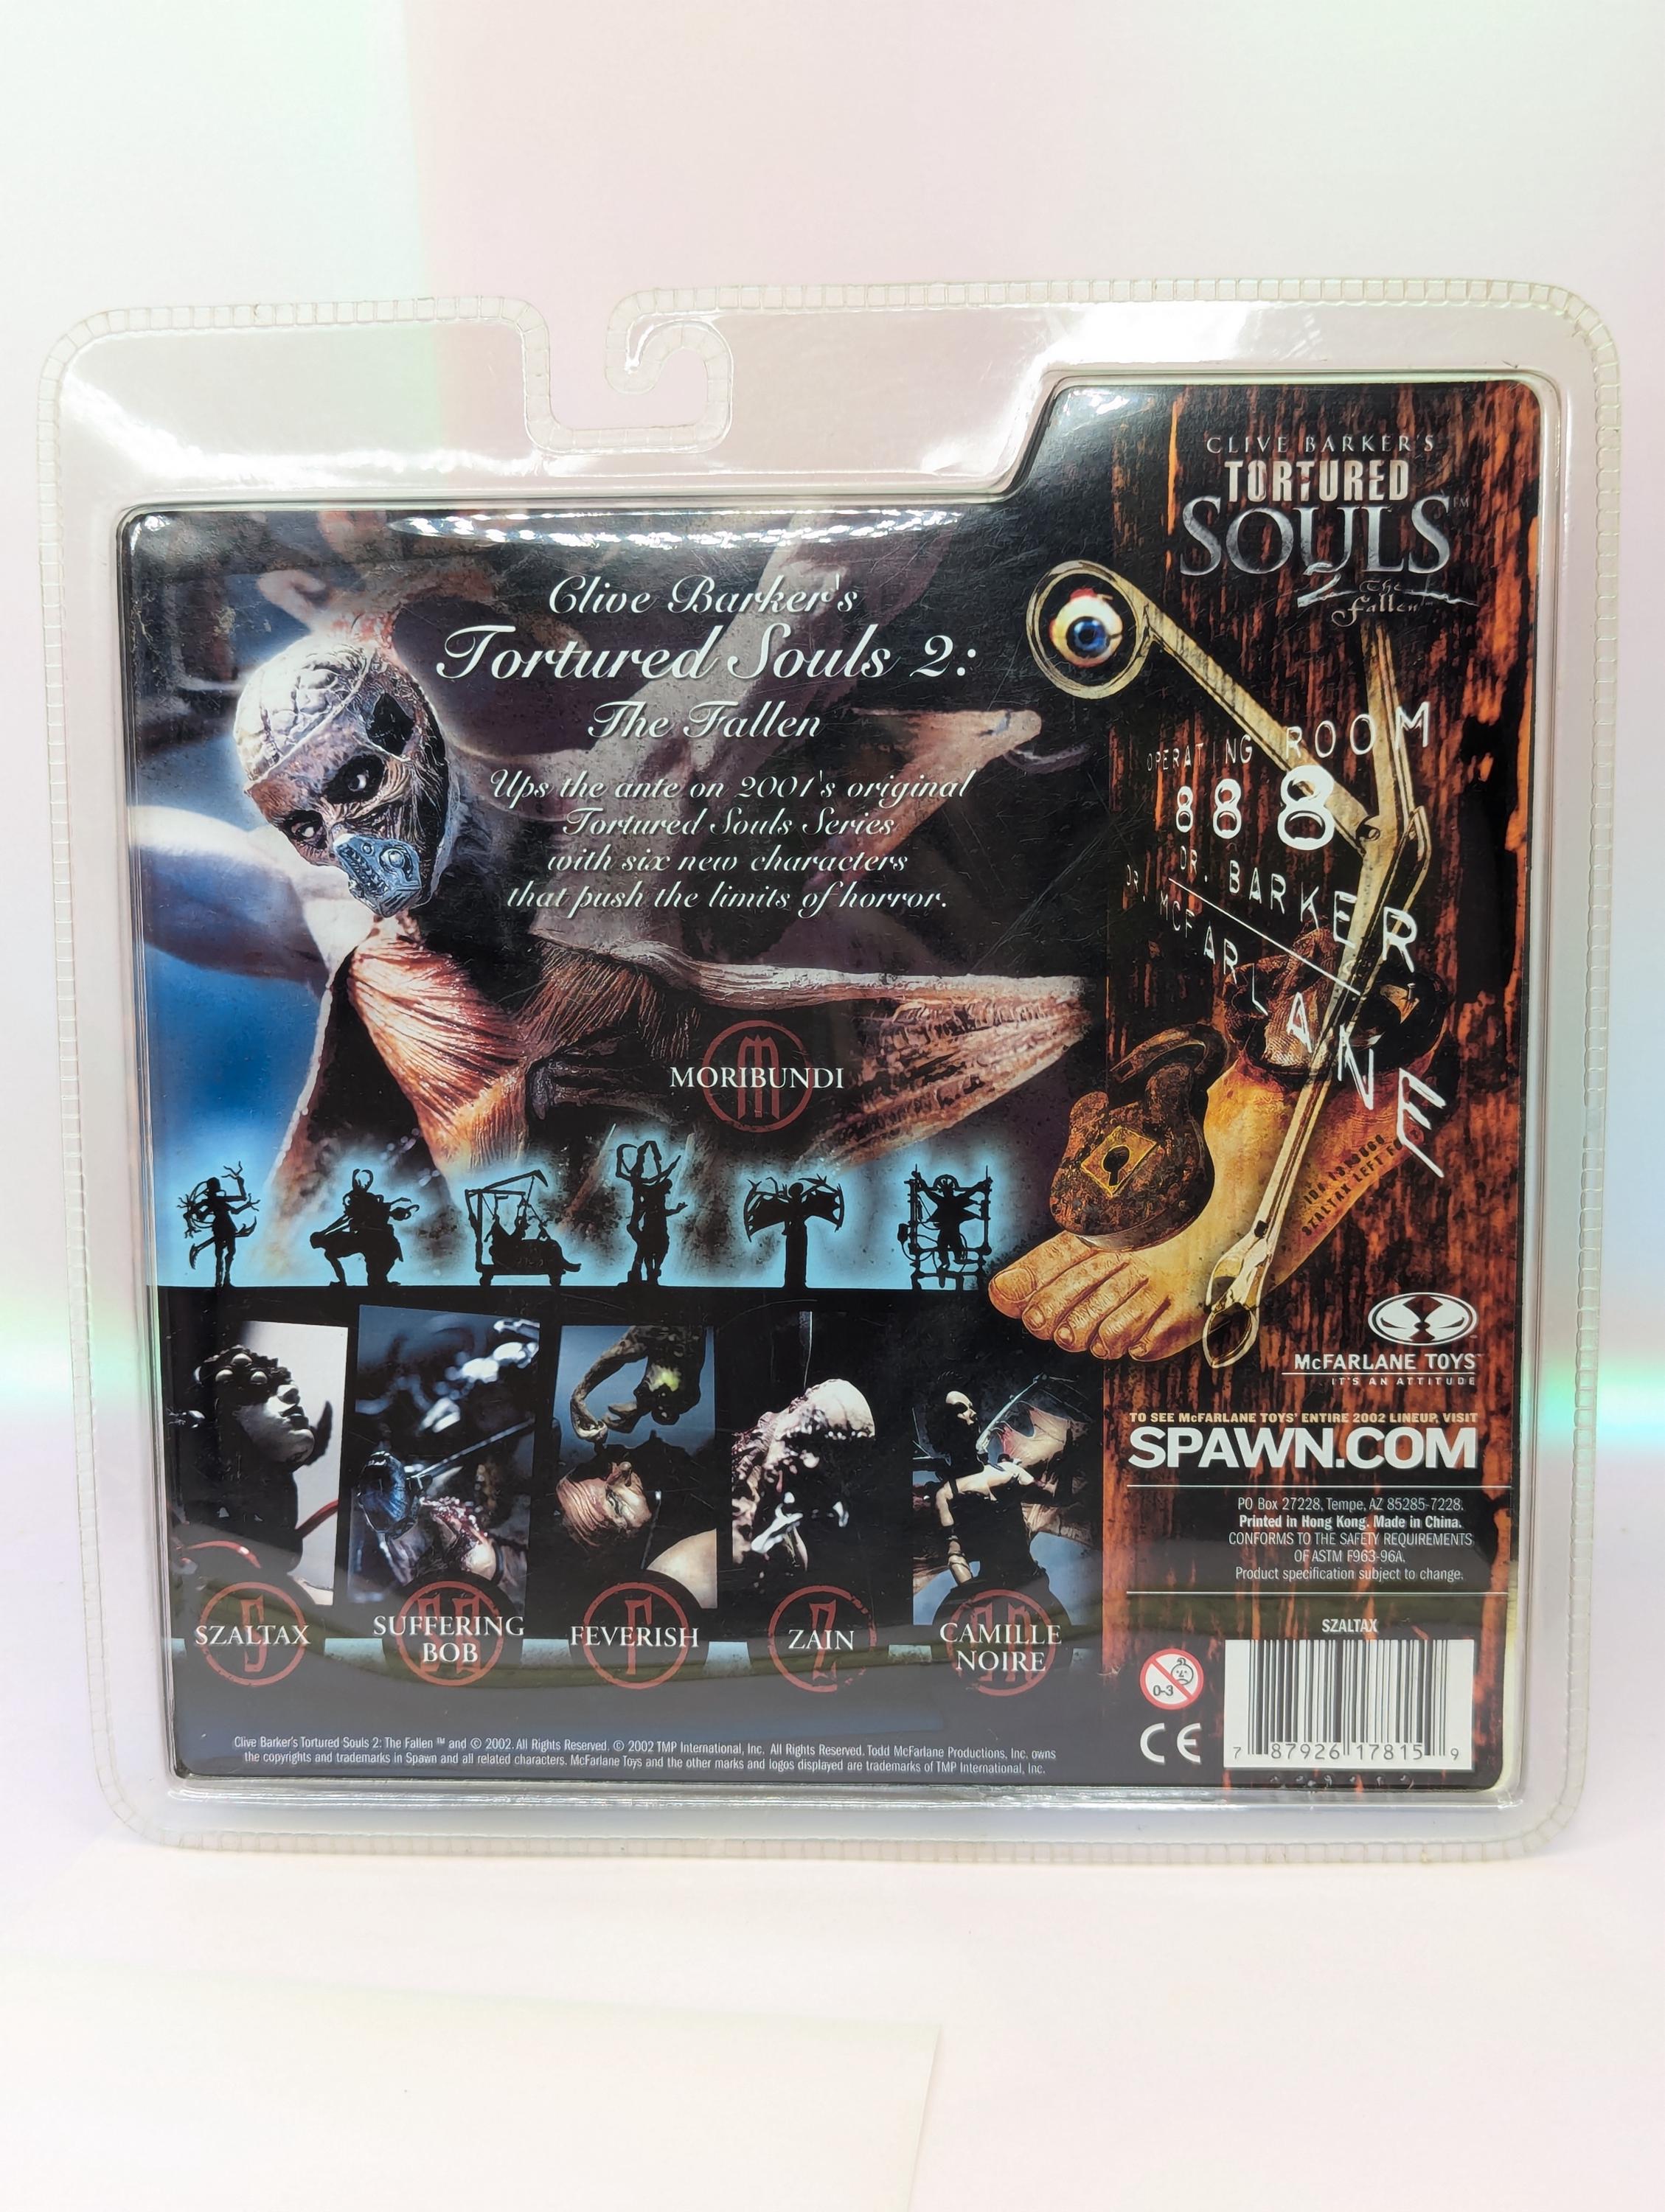 CLIVE BARKER'S
TORTURED
SOULS™
2 The
Fallen™
Clive Barker's
Tortured Souls 2:
The Fallen
Ups the ante on 2001's original
Tortured Souls Series
with six new characters
that push the limits of horror.
OPERATING ROOM
888
DR. BARKER
DR. MCFARLANE
MORIBUNDI
SZALTAX LEFT
SZALTAX
SUFFERING
BOB
FEVERISH
ZAIN
CAMILLE
NOIRE
McFARLANE TOYS™
IT'S AN ATTITUDE
TO SEE McFARLANE TOYS' ENTIRE 2002 LINEUP, VISIT
SPAWN.COM
PO Box 27228, Tempe, AZ 85285-7228.
Printed in Hong Kong. Made in China.
CONFORMS TO THE SAFETY REQUIREMENTS
OF ASTM F963-96A.
Product specification subject to change.
SZALTAX
0-3
CE
7 87926 17815 9
Clive Barker's Tortured Souls 2: The Fallen ™ and © 2002. All Rights Reserved. © 2002 TMP International, Inc. All Rights Reserved. Todd McFarlane Productions, Inc. owns
the copyrights and trademarks in Spawn and all related characters. McFarlane Toys and the other marks and logos displayed are trademarks of TMP International, Inc.